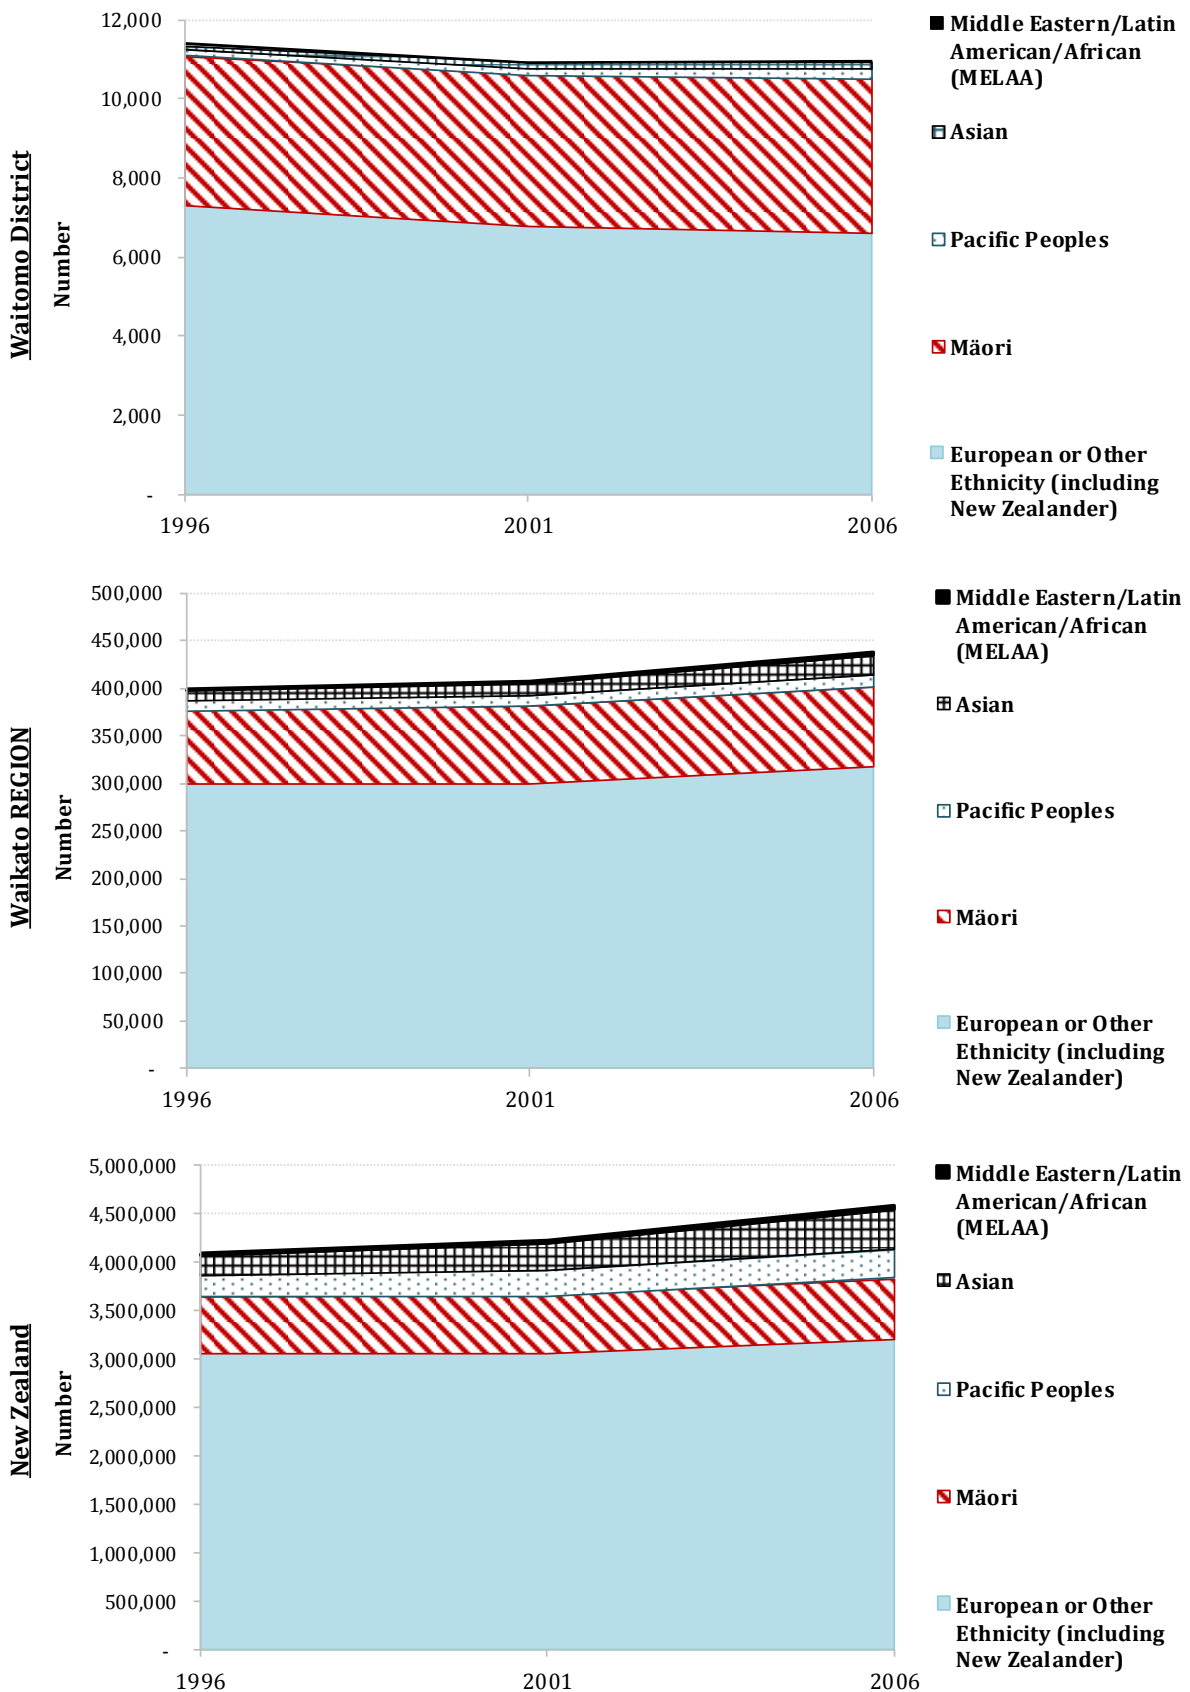 12,000
10,000
8,000
6,000
4,000
2,000
-
1996
2001
2006
Waitomo District
Number
Middle Eastern/Latin
American/African
(MELAA)
Asian
Pacific Peoples
Mäori
European or Other
Ethnicity (including
New Zealander)
500,000
450,000
400,000
350,000
300,000
250,000
200,000
150,000
100,000
50,000
-
1996
2001
2006
Waikato REGION
Number
Middle Eastern/Latin
American/African
(MELAA)
Asian
Pacific Peoples
Mäori
European or Other
Ethnicity (including
New Zealander)
5,000,000
4,500,000
4,000,000
3,500,000
3,000,000
2,500,000
2,000,000
1,500,000
1,000,000
500,000
-
1996
2001
2006
New Zealand
Number
Middle Eastern/Latin
American/African
(MELAA)
Asian
Pacific Peoples
Mäori
European or Other
Ethnicity (including
New Zealander)